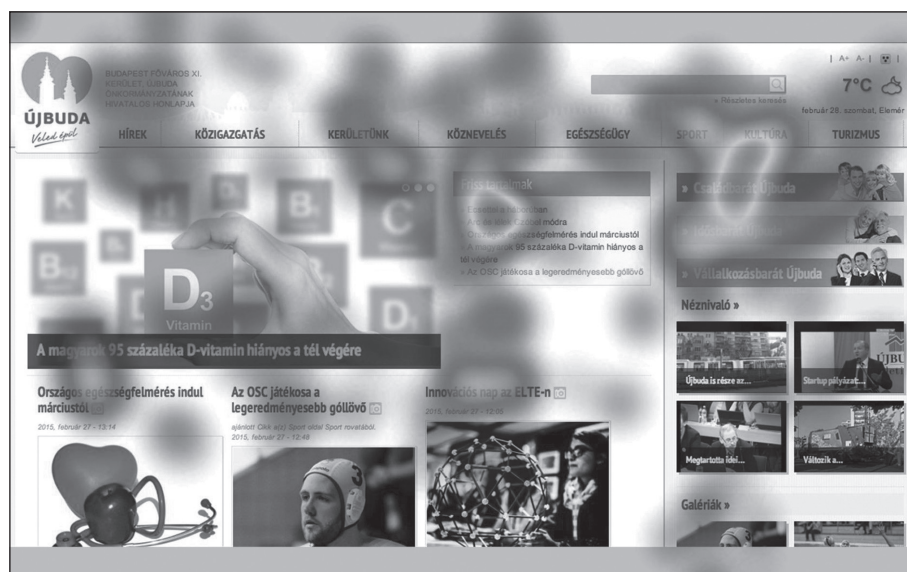 BUDAPEST FŐVÁROS XI.
KERÜLET, ÚJBUDA
ÖNKORMÁNYZATÁNAK
HIVATALOS HONLAPJA
ÚJBUDA
Veled épül
| A+ A- | |
7°C
» Részletes keresés
február 28. szombat, Elemér
HÍREK KÖZIGAZGATÁS KERÜLETÜNK KÖZNEVELÉS EGÉSZSÉGÜGY SPORT KULTÚRA TURIZMUS
K
H
B
C
B12
D3
Vitamin
D
A magyarok 95 százaléka D-vitamin hiányos a tél végére
Friss tartalmak
módra
» Országos egészségfelmérés indul márciustól
» A magyarok 95 százaléka D-vitamin hiányos a
tél végére
» Az OSC játékosa a legeredményesebb góllövő
» Családbarát Újbuda
Újbuda
» Vállalkozásbarát Újbuda
Néznivaló »
Újbuda is része az...
Startup pályázat:...
Megtartotta idei...
Változik a...
Galériák »
Országos egészségfelmérés indul
márciustól
2015, február 27 - 13:14
Az OSC játékosa a
legeredményesebb góllövő
ajánlott Cikk a(z) Sport oldal Sport rovatából.
2015, február 27 - 12:48
3
Innovációs nap az ELTE-n
2015, február 27 - 12:05